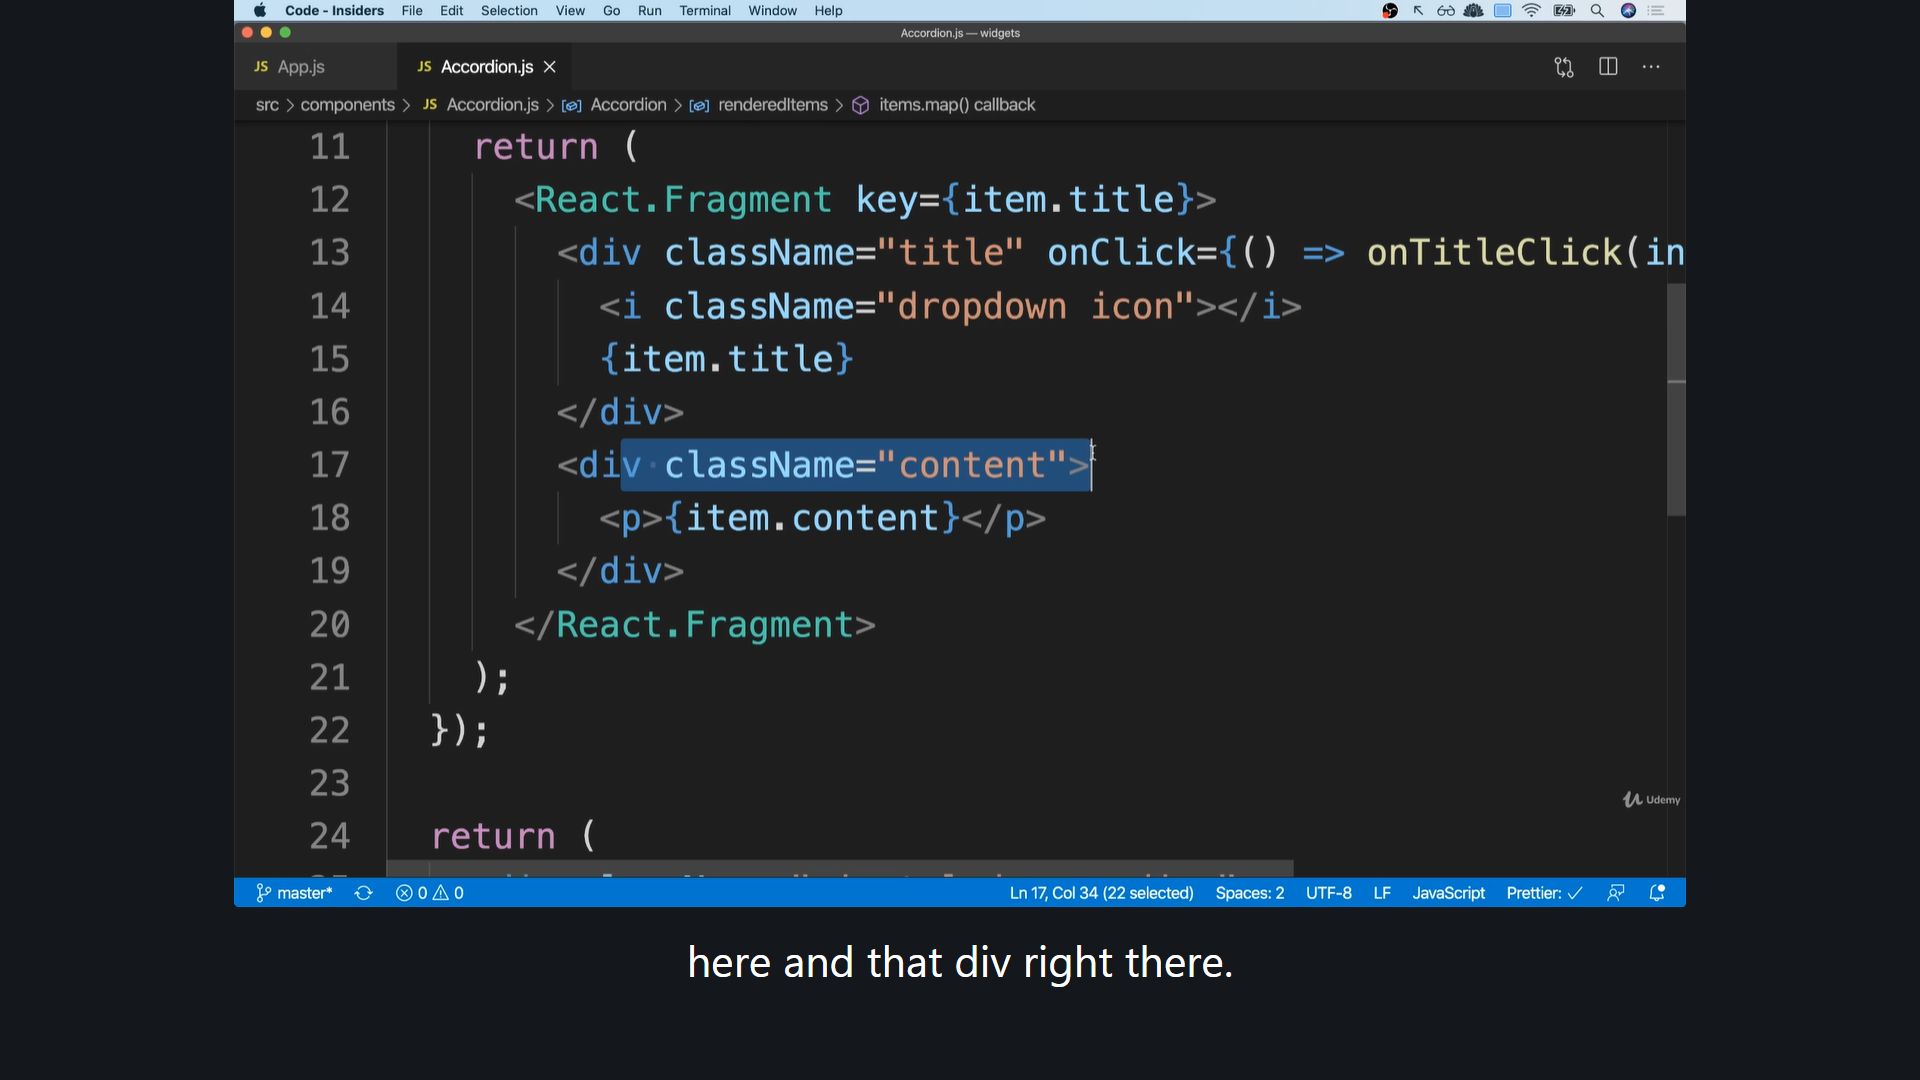 Code - Insiders File Edit Selection View Go Run Terminal Window Help
Accordion.js — widgets
JS App.js JS Accordion.js
src > components > JS Accordion.js > Accordion > renderedItems > items.map() callback
11 return (
12 <React.Fragment key={item.title}>
13 <div className="title" onClick={() => onTitleClick(in
14 <i className="dropdown icon"></i>
15 {item.title}
16 </div>
17 <div className="content">
18 <p>{item.content}</p>
19 </div>
20 </React.Fragment>
21 );
22 });
23
24 return (
Udemy
master* 0 0 Ln 17, Col 34 (22 selected) Spaces: 2 UTF-8 LF JavaScript Prettier: ✓
here and that div right there.